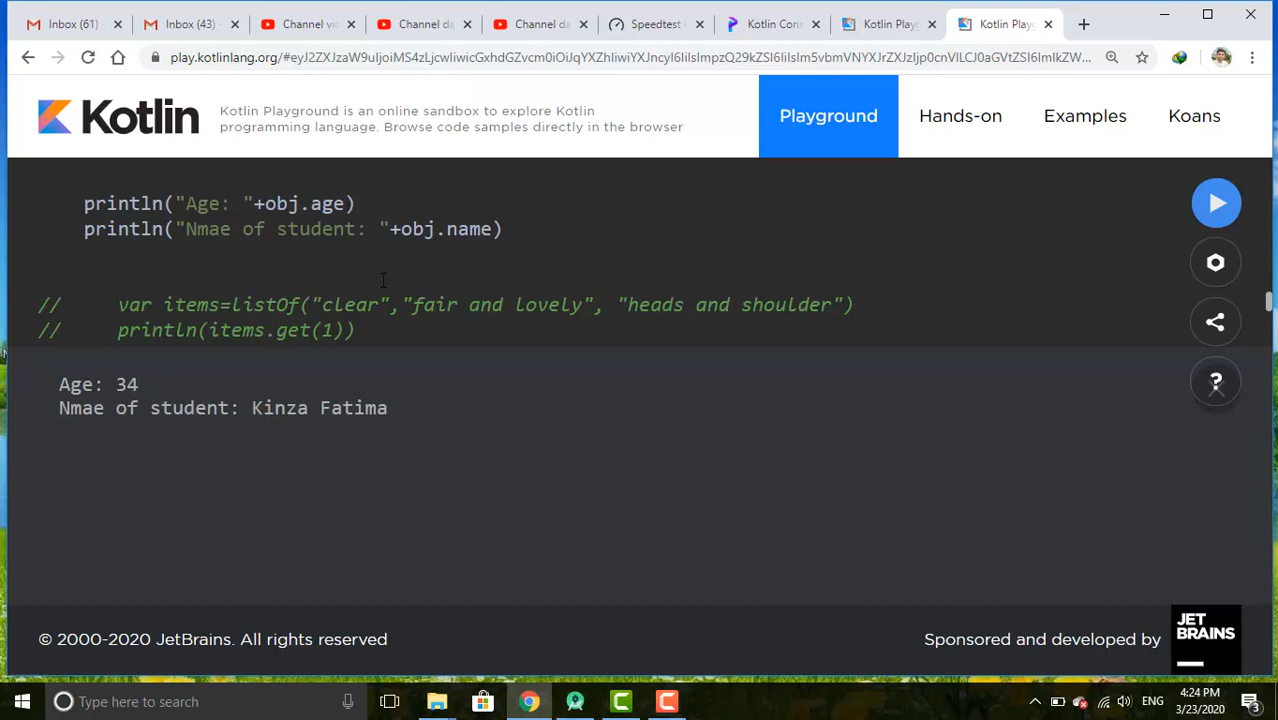 Inbox (61)
Inbox (43)
Channel vi
Channel da
Channel da
Speedtest
Kotlin Cons
Kotlin Play
Kotlin Play
play.kotlinlang.org/#eyJ2ZXJzaW9uIjoiMS4zLjcwIiwicGxhdGZvcm0iOiJqYXZhIiwiYXJncyI6IiIsImpzQ29kZSI6IiIsIm5vbmVNYXJrZXJzIjp0cnVlLCJ0aGVtZSI6ImlkZW...
Kotlin
Kotlin Playground is an online sandbox to explore Kotlin
programming language. Browse code samples directly in the browser
Playground
Hands-on
Examples
Koans
println("Age: "+obj.age)
println("Nmae of student: "+obj.name)
// var items=listOf("clear","fair and lovely", "heads and shoulder")
// println(items.get(1))
Age: 34
Nmae of student: Kinza Fatima
?
© 2000-2020 JetBrains. All rights reserved
Sponsored and developed by
JET
BRAINS
Type here to search
ENG
4:24 PM
3/23/2020
3